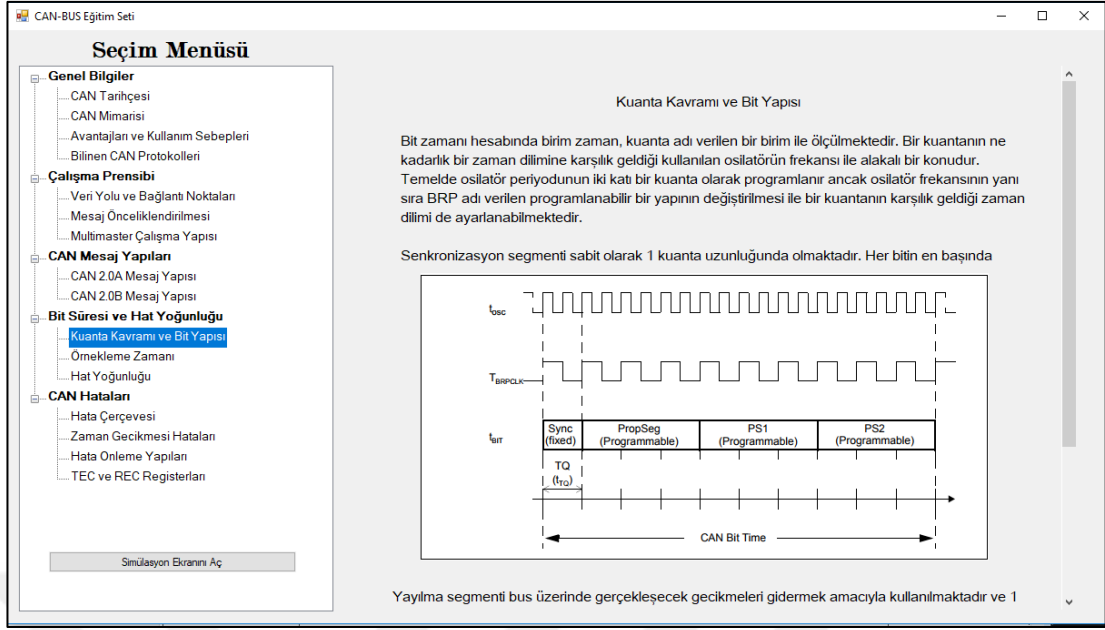 CAN-BUS Eğitim Seti
Seçim Menüsü
Genel Bilgiler
CAN Tarihçesi
CAN Mimarisi
Avantajları ve Kullanım Sebepleri
Bilinen CAN Protokolleri
Çalışma Prensibi
Veri Yolu ve Bağlantı Noktaları
Mesaj Önceliklendirilmesi
Multimaster Çalışma Yapısı
CAN Mesaj Yapıları
CAN 2.0A Mesaj Yapısı
CAN 2.0B Mesaj Yapısı
Bit Süresi ve Hat Yoğunluğu
Kuanta Kavramı ve Bit Yapısı
Örnekleme Zamanı
Hat Yoğunluğu
CAN Hataları
Hata Çerçevesi
Zaman Gecikmesi Hataları
Hata Önleme Yapıları
TEC ve REC Registerları
Simülasyon Ekranını Aç
Kuanta Kavramı ve Bit Yapısı
Bit zamanı hesabında birim zaman, kuanta adı verilen bir birim ile ölçülmektedir. Bir kuantanın ne
kadarlık bir zaman dilimine karşılık geldiği kullanılan osilatörün frekansı ile alakalı bir konudur.
Temelde osilatör periyodunun iki katı bir kuanta olarak programlanır ancak osilatör frekansının yanı
sıra BRP adı verilen programlanabilir bir yapının değiştirilmesi ile bir kuantanın karşılık geldiği zaman
dilimi de ayarlanabilmektedir.
Senkronizasyon segmenti sabit olarak 1 kuanta uzunluğunda olmaktadır. Her bitin en başında
tOSC
TBRPCLK
tBIT
Sync
(fixed)
PropSeg
(Programmable)
PS1
(Programmable)
PS2
(Programmable)
TQ
(tTQ)
CAN Bit Time
Yayılma segmenti bus üzerinde gerçekleşecek gecikmeleri gidermek amacıyla kullanılmaktadır ve 1